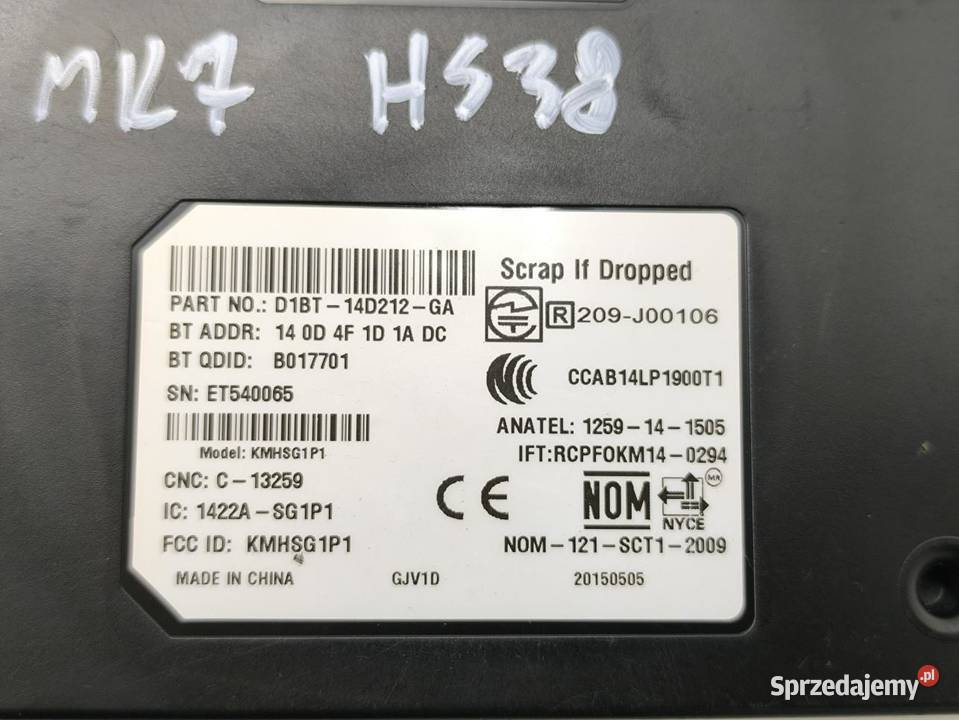 MK7 HS38
PART NO.: D1BT-14D212-GA
BT ADDR: 14 0D 4F 1D 1A DC
BT QDID: B017701
SN: ET540065
Model: KMHSG1P1
CNC: C-13259
IC: 1422A-SG1P1
FCC ID: KMHSG1P1
MADE IN CHINA GJV1D 20150505
Scrap If Dropped
R 209-J00106
CCAB14LP1900T1
ANATEL: 1259-14-1505
IFT:RCPFOKM14-0294
CE NOM NYCE
NOM-121-SCT1-2009
Sprzedajemy.pl